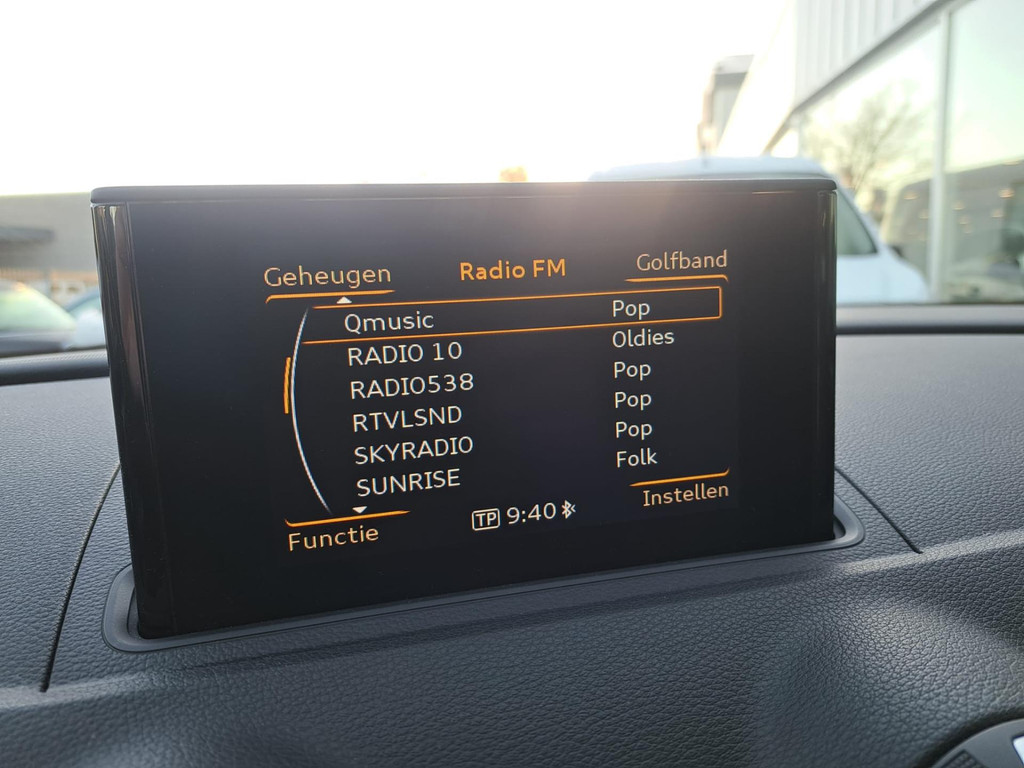 Geheugen Radio FM Golfband
Qmusic Pop
RADIO 10 Oldies
RADIO538 Pop
RTVLSND Pop
SKYRADIO Pop
SUNRISE Folk
Functie TP 9:40 Instellen